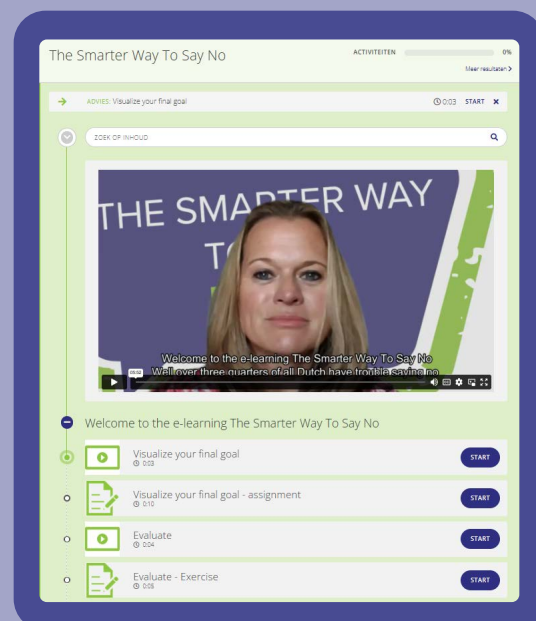 The Smarter Way To Say No
ACTIVITEITEN 0%
Meer resultaten >
ADVIES: Visualize your final goal 0:03 START ×
ZOEK OP INHOUD
THE SMARTER WAY
TO
Welcome to the e-learning The Smarter Way To Say No
Well over three quarters of all Dutch have trouble saying no
Welcome to the e-learning The Smarter Way To Say No
Visualize your final goal
0:03
START
Visualize your final goal - assignment
0:10
START
Evaluate
0:04
START
Evaluate - Exercise
0:05
START